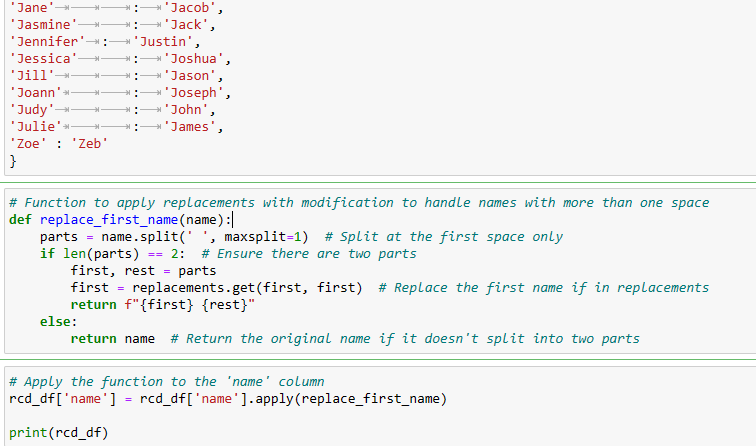 'Jane' : 'Jacob',
'Jasmine' : 'Jack',
'Jennifer' : 'Justin',
'Jessica' : 'Joshua',
'Jill' : 'Jason',
'Joann' : 'Joseph',
'Judy' : 'John',
'Julie' : 'James',
'Zoe' : 'Zeb'
}
# Function to apply replacements with modification to handle names with more than one space
def replace_first_name(name):
    parts = name.split(' ', maxsplit=1)  # Split at the first space only
    if len(parts) == 2:  # Ensure there are two parts
        first, rest = parts
        first = replacements.get(first, first)  # Replace the first name if in replacements
        return f"{first} {rest}"
    else:
        return name  # Return the original name if it doesn't split into two parts
# Apply the function to the 'name' column
rcd_df['name'] = rcd_df['name'].apply(replace_first_name)
print(rcd_df)